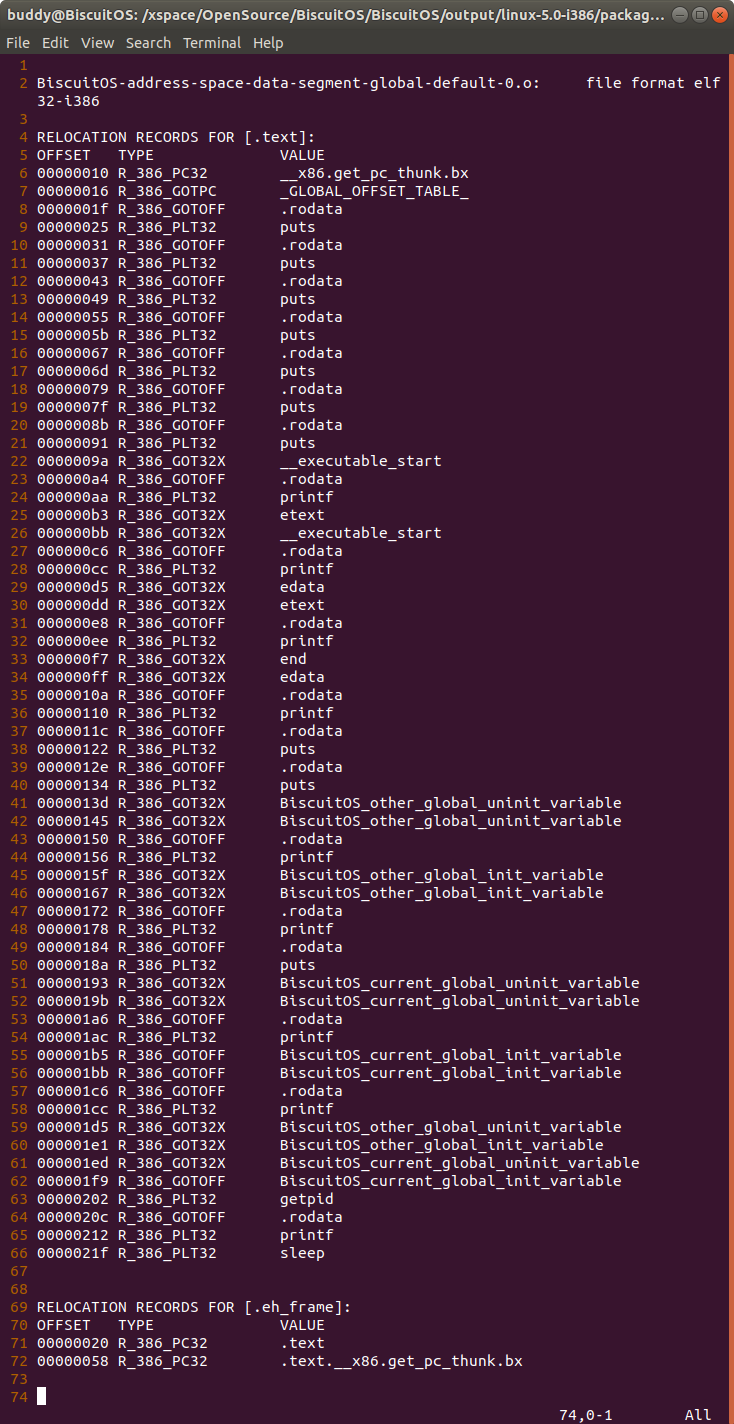 buddy@BiscuitOS: /xspace/OpenSource/BiscuitOS/BiscuitOS/output/linux-5.0-i386/packag...
File Edit View Search Terminal Help
1
2 BiscuitOS-address-space-data-segment-global-default-0.o:     file format elf
32-i386
3
4 RELOCATION RECORDS FOR [.text]:
5 OFFSET   TYPE              VALUE
6 00000010 R_386_PC32        __x86.get_pc_thunk.bx
7 00000016 R_386_GOTPC       _GLOBAL_OFFSET_TABLE_
8 0000001f R_386_GOTOFF      .rodata
9 00000025 R_386_PLT32       puts
10 00000031 R_386_GOTOFF      .rodata
11 00000037 R_386_PLT32       puts
12 00000043 R_386_GOTOFF      .rodata
13 00000049 R_386_PLT32       puts
14 00000055 R_386_GOTOFF      .rodata
15 0000005b R_386_PLT32       puts
16 00000067 R_386_GOTOFF      .rodata
17 0000006d R_386_PLT32       puts
18 00000079 R_386_GOTOFF      .rodata
19 0000007f R_386_PLT32       puts
20 0000008b R_386_GOTOFF      .rodata
21 00000091 R_386_PLT32       puts
22 0000009a R_386_GOT32X      __executable_start
23 000000a4 R_386_GOTOFF      .rodata
24 000000aa R_386_PLT32       printf
25 000000b3 R_386_GOT32X      etext
26 000000bb R_386_GOT32X      __executable_start
27 000000c6 R_386_GOTOFF      .rodata
28 000000cc R_386_PLT32       printf
29 000000d5 R_386_GOT32X      edata
30 000000dd R_386_GOT32X      etext
31 000000e8 R_386_GOTOFF      .rodata
32 000000ee R_386_PLT32       printf
33 000000f7 R_386_GOT32X      end
34 000000ff R_386_GOT32X      edata
35 0000010a R_386_GOTOFF      .rodata
36 00000110 R_386_PLT32       printf
37 0000011c R_386_GOTOFF      .rodata
38 00000122 R_386_PLT32       puts
39 0000012e R_386_GOTOFF      .rodata
40 00000134 R_386_PLT32       puts
41 0000013d R_386_GOT32X      BiscuitOS_other_global_uninit_variable
42 00000145 R_386_GOT32X      BiscuitOS_other_global_uninit_variable
43 00000150 R_386_GOTOFF      .rodata
44 00000156 R_386_PLT32       printf
45 0000015f R_386_GOT32X      BiscuitOS_other_global_init_variable
46 00000167 R_386_GOT32X      BiscuitOS_other_global_init_variable
47 00000172 R_386_GOTOFF      .rodata
48 00000178 R_386_PLT32       printf
49 00000184 R_386_GOTOFF      .rodata
50 0000018a R_386_PLT32       puts
51 00000193 R_386_GOT32X      BiscuitOS_current_global_uninit_variable
52 0000019b R_386_GOT32X      BiscuitOS_current_global_uninit_variable
53 000001a6 R_386_GOTOFF      .rodata
54 000001ac R_386_PLT32       printf
55 000001b5 R_386_GOTOFF      BiscuitOS_current_global_init_variable
56 000001bb R_386_GOTOFF      BiscuitOS_current_global_init_variable
57 000001c6 R_386_GOTOFF      .rodata
58 000001cc R_386_PLT32       printf
59 000001d5 R_386_GOT32X      BiscuitOS_other_global_uninit_variable
60 000001e1 R_386_GOT32X      BiscuitOS_other_global_init_variable
61 000001ed R_386_GOT32X      BiscuitOS_current_global_uninit_variable
62 000001f9 R_386_GOTOFF      BiscuitOS_current_global_init_variable
63 00000202 R_386_PLT32       getpid
64 0000020c R_386_GOTOFF      .rodata
65 00000212 R_386_PLT32       printf
66 0000021f R_386_PLT32       sleep
67
68
69 RELOCATION RECORDS FOR [.eh_frame]:
70 OFFSET   TYPE              VALUE
71 00000020 R_386_PC32        .text
72 00000058 R_386_PC32        .text.__x86.get_pc_thunk.bx
73
74
74,0-1 All